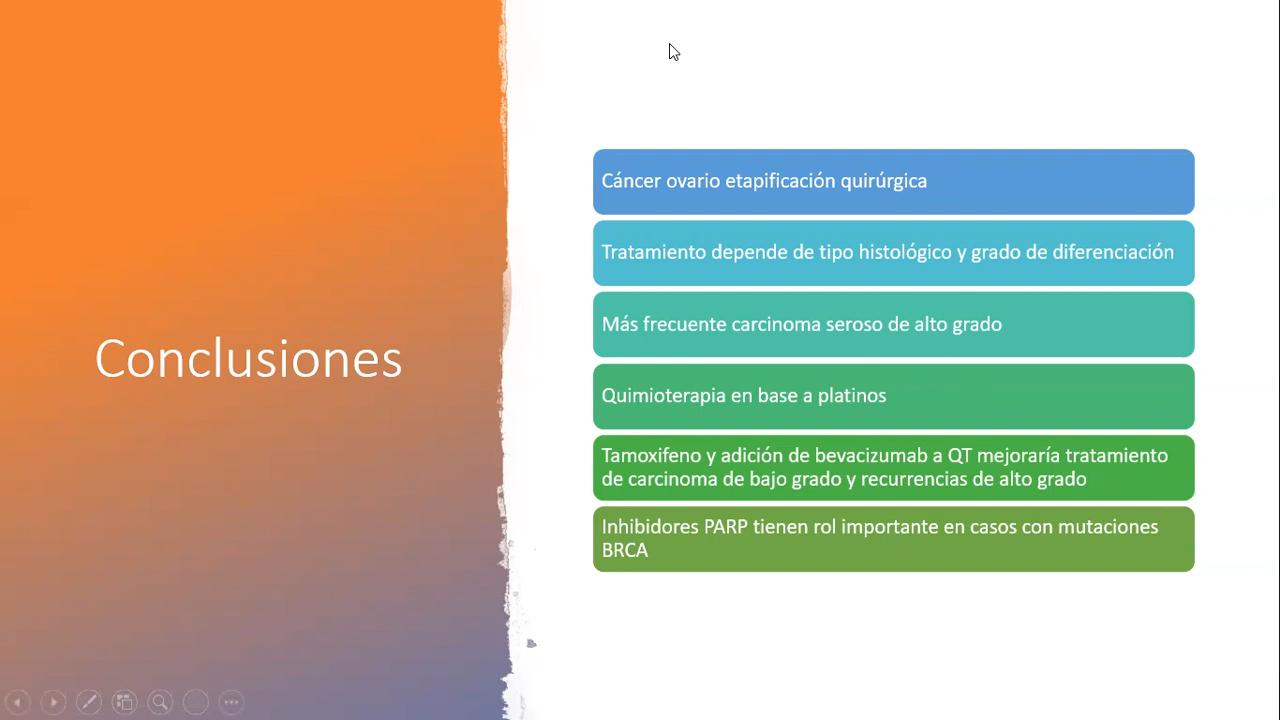 Conclusiones
Cáncer ovario etapificación quirúrgica
Tratamiento depende de tipo histológico y grado de diferenciación
Más frecuente carcinoma seroso de alto grado
Quimioterapia en base a platinos
Tamoxifeno y adición de bevacizumab a QT mejoraría tratamiento
de carcinoma de bajo grado y recurrencias de alto grado
Inhibidores PARP tienen rol importante en casos con mutaciones
BRCA